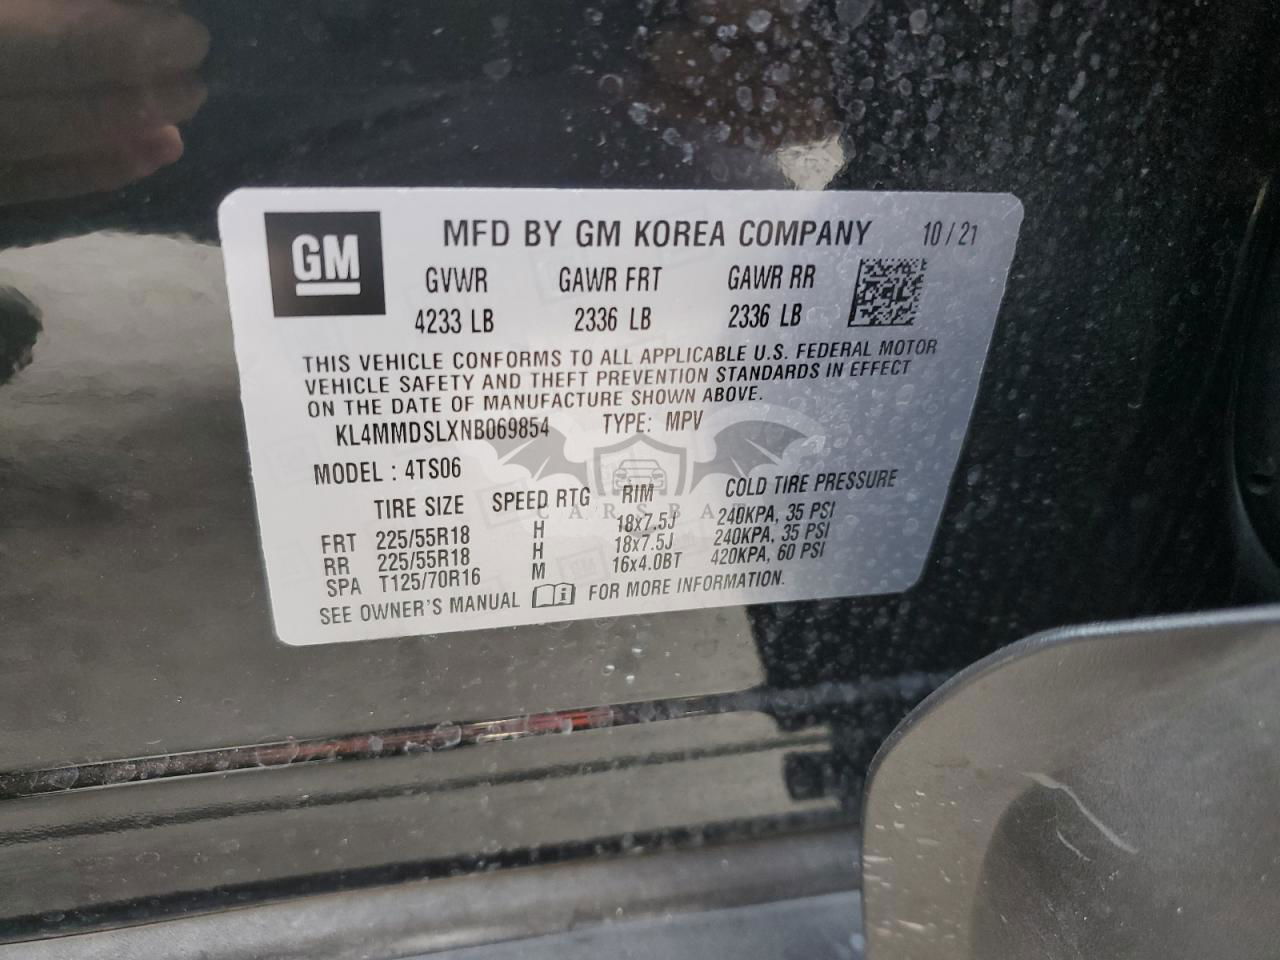 GM MFD BY GM KOREA COMPANY 10/21
GVWR GAWR FRT GAWR RR
4233 LB 2336 LB 2336 LB
THIS VEHICLE CONFORMS TO ALL APPLICABLE U.S. FEDERAL MOTOR
VEHICLE SAFETY AND THEFT PREVENTION STANDARDS IN EFFECT
ON THE DATE OF MANUFACTURE SHOWN ABOVE.
KL4MMDSLXNB069854 TYPE: MPV
MODEL : 4TS06
TIRE SIZE SPEED RTG RIM COLD TIRE PRESSURE
FRT 225/55R18 H 18x7.5J 240KPA, 35 PSI
RR 225/55R18 H 18x7.5J 240KPA, 35 PSI
SPA T125/70R16 M 16x4.0BT 420KPA, 60 PSI
SEE OWNER'S MANUAL FOR MORE INFORMATION.